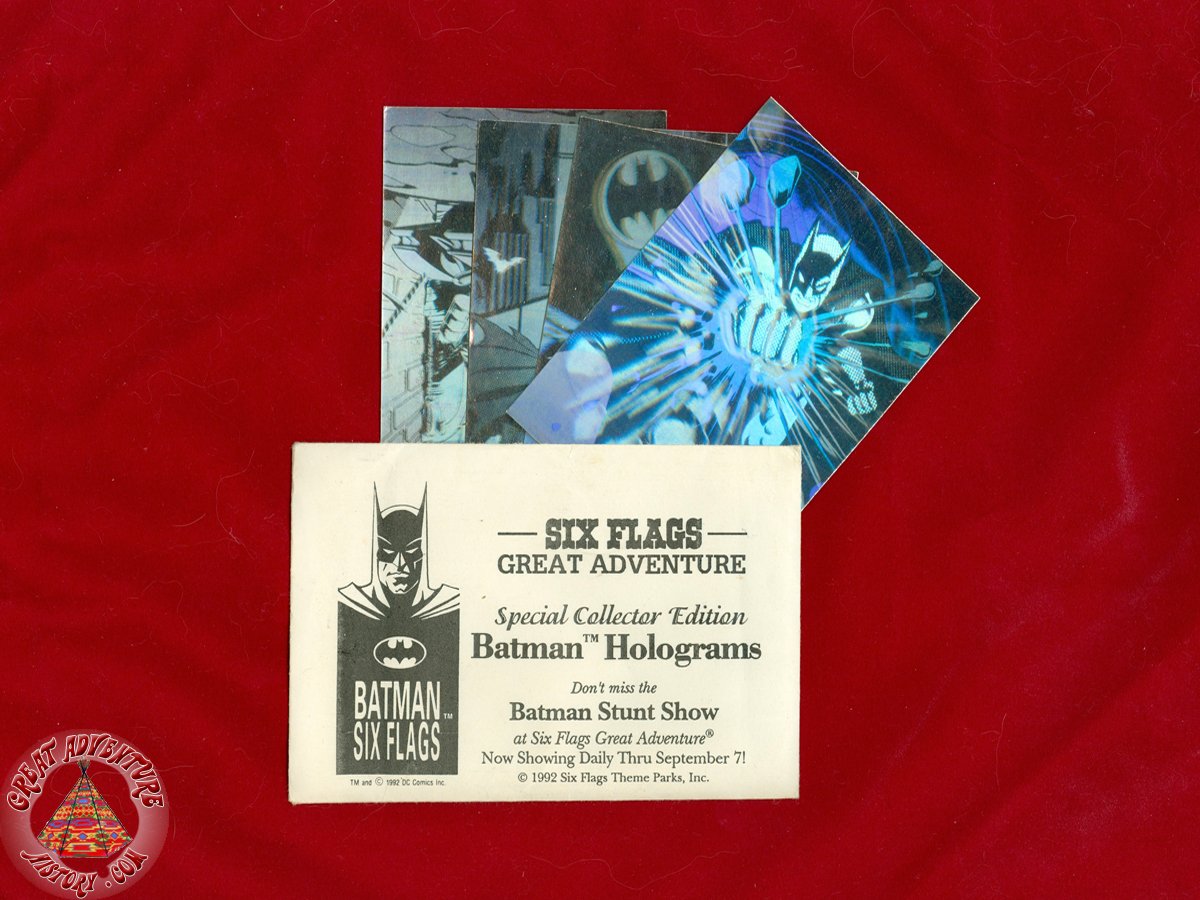 SIX FLAGS
GREAT ADVENTURE
Special Collector Edition
Batman™ Holograms
Don't miss the
Batman Stunt Show
at Six Flags Great Adventure®
Now Showing Daily Thru September 7!
© 1992 Six Flags Theme Parks, Inc.
BATMAN
SIX FLAGS™
TM and © 1992 DC Comics Inc.
GREAT ADVENTURE
HISTORY.COM